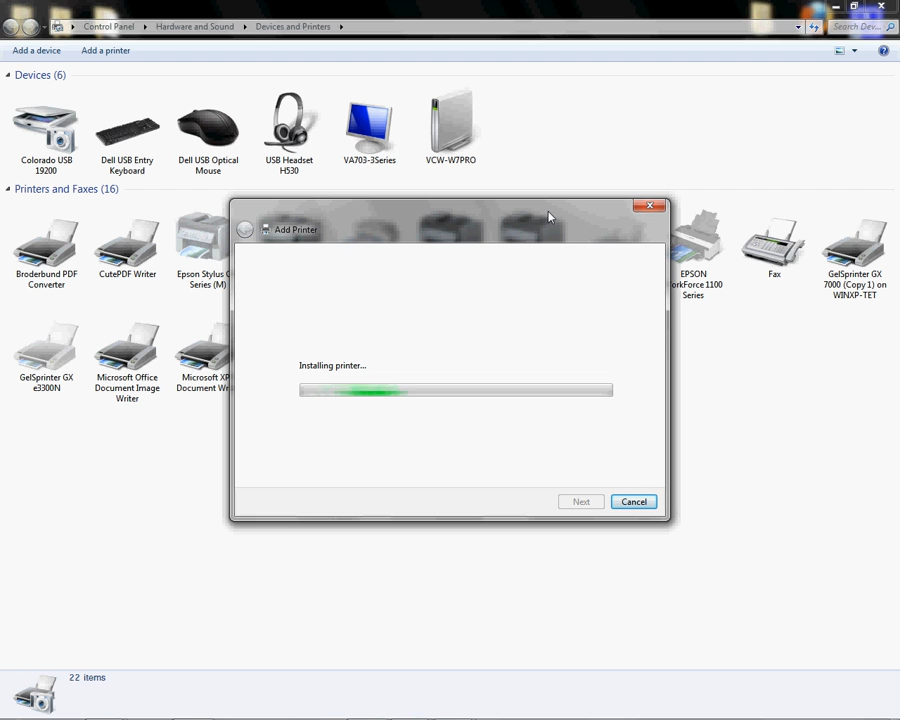 Control Panel Hardware and Sound Devices and Printers Search Dev...
Add a device Add a printer
Devices (6)
Colorado USB
19200
Dell USB Entry
Keyboard
Dell USB Optical
Mouse
USB Headset
H530
VA703-3Series
VCW-W7PRO
Printers and Faxes (16)
Broderbund PDF
Converter
CutePDF Writer
Epson Stylus
Series (M)
EPSON
orkForce 1100
Series
Fax
GelSprinter GX
7000 (Copy 1) on
WINXP-TET
GelSprinter GX
e3300N
Microsoft Office
Document Image
Writer
Microsoft XP
Document Wr
Add Printer
Installing printer...
Next Cancel
22 items